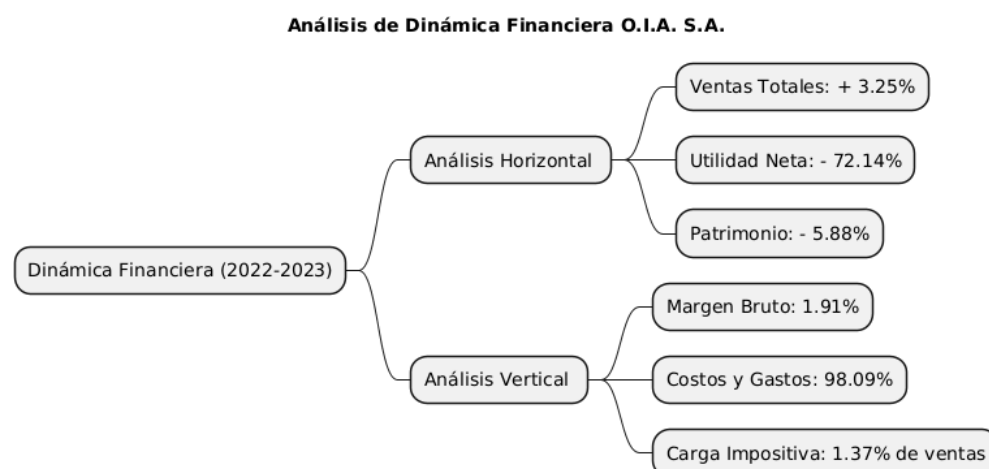 Análisis de Dinámica Financiera O.I.A. S.A.
Dinámica Financiera (2022-2023)
Análisis Horizontal
Ventas Totales: + 3.25%
Utilidad Neta: - 72.14%
Patrimonio: - 5.88%
Análisis Vertical
Margen Bruto: 1.91%
Costos y Gastos: 98.09%
Carga Impositiva: 1.37% de ventas